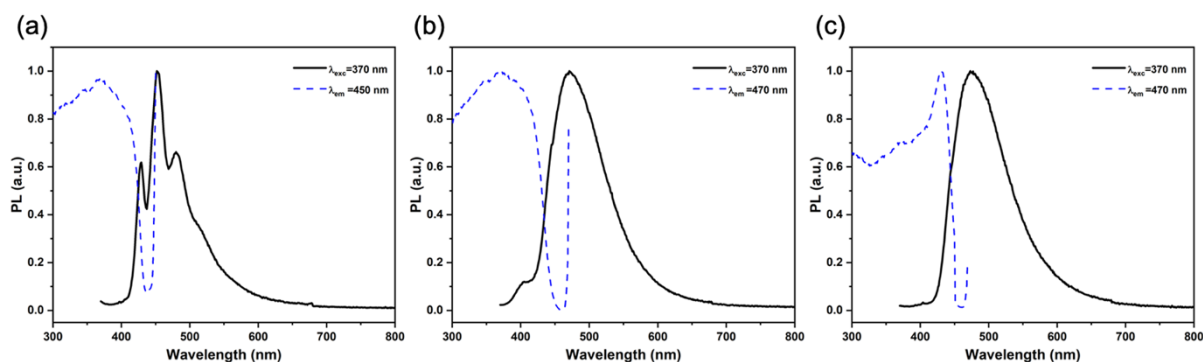 (a)
PL (a.u.)
1.0
0.8
0.6
0.4
0.2
0.0
300 400 500 600 700 800
Wavelength (nm)
λexc=370 nm
λem =450 nm
(b)
PL (a.u.)
1.0
0.8
0.6
0.4
0.2
0.0
300 400 500 600 700 800
Wavelength (nm)
λexc=370 nm
λem =470 nm
(c)
PL (a.u.)
1.0
0.8
0.6
0.4
0.2
0.0
300 400 500 600 700 800
Wavelength (nm)
λexc=370 nm
λem =470 nm